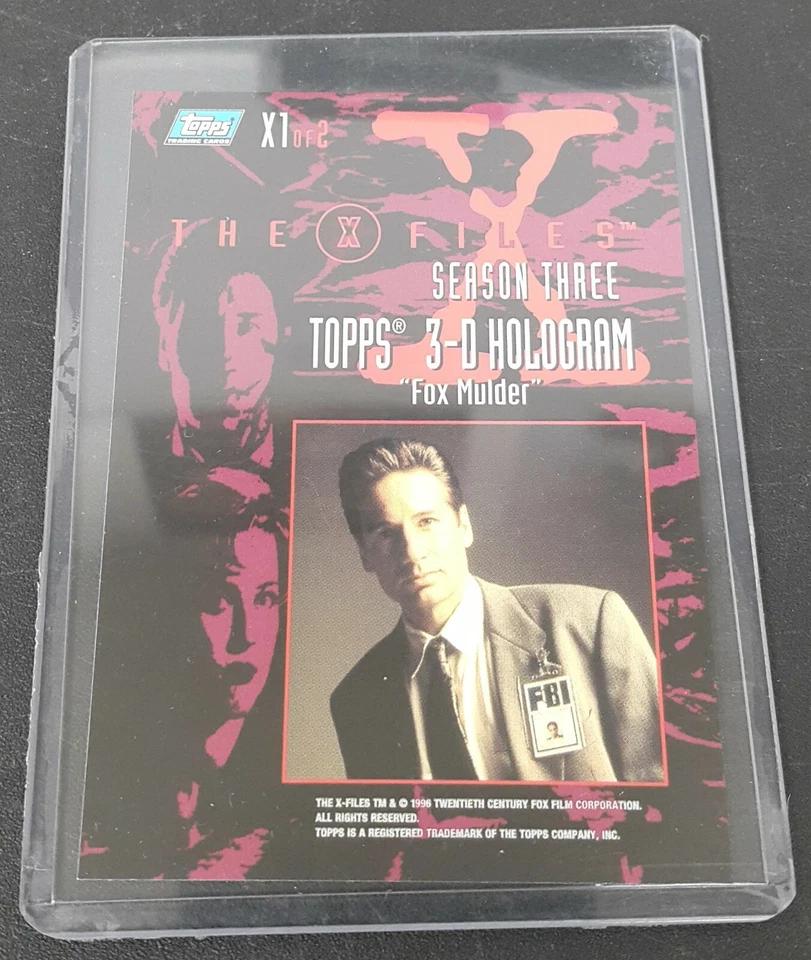 Topps®
TRADING CARDS
X1 OF 2
THE X FILES™
SEASON THREE
TOPPS® 3-D HOLOGRAM
"Fox Mulder"
FBI
THE X-FILES TM & © 1996 TWENTIETH CENTURY FOX FILM CORPORATION.
ALL RIGHTS RESERVED.
TOPPS IS A REGISTERED TRADEMARK OF THE TOPPS COMPANY, INC.